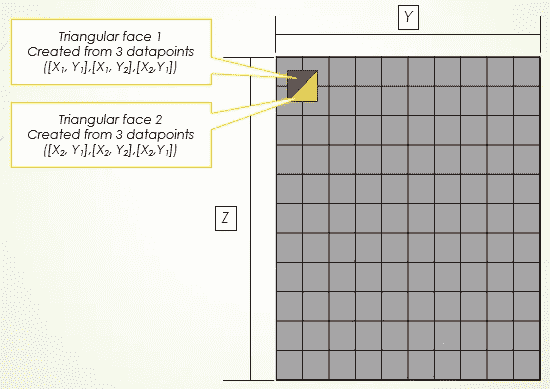 Y
Triangular face 1
Created from 3 datapoints
([X₁, Y₁],[X₁, Y₂],[X₂,Y₁])
Triangular face 2
Created from 3 datapoints
([X₂, Y₁],[X₂, Y₂],[X₂,Y₁])
Z